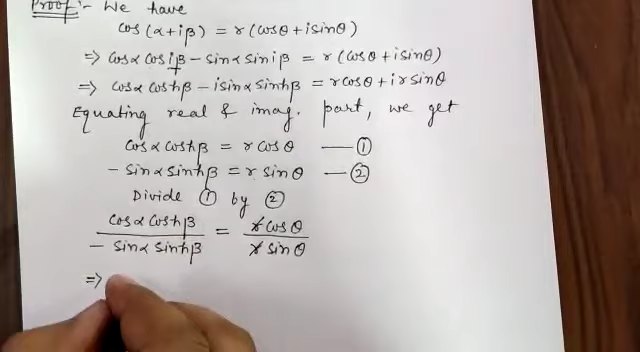 Proof :- We have
cos (α+iβ) = r (cosθ + isinθ)
=> cosα cosiβ - sinα siniβ = r (cosθ + isinθ)
=> cosα coshβ - isinα sinhβ = rcosθ + irsinθ
Equating real & imag. part, we get
cosα coshβ = r cosθ — ①
- sinα sinhβ = r sinθ — ②
Divide ① by ②
cosα coshβ / - sinα sinhβ = r cosθ / r sinθ
=>